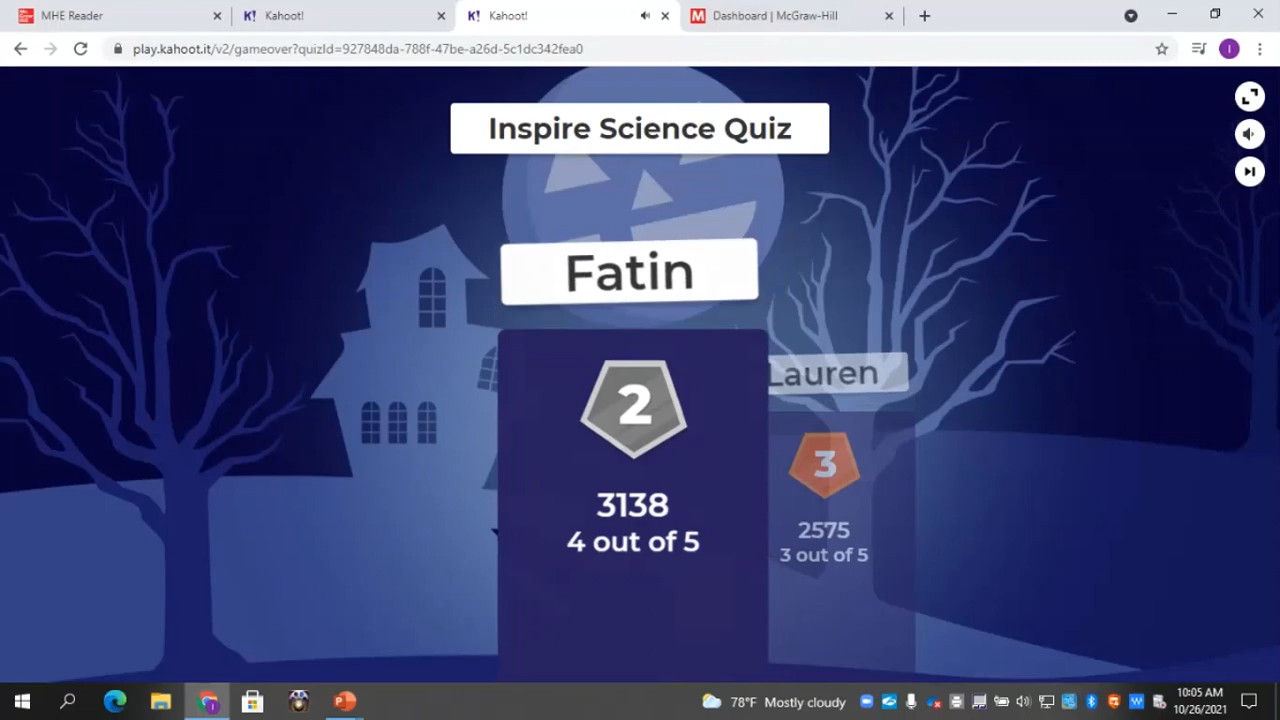 MHE Reader
K! Kahoot!
K! Kahoot!
M Dashboard | McGraw-Hill
play.kahoot.it/v2/gameover?quizId=927848da-788f-47be-a26d-5c1dc342fea0
I
Inspire Science Quiz
Fatin
Lauren
2
3
3138
4 out of 5
2575
3 out of 5
78°F Mostly cloudy
10:05 AM
10/26/2021